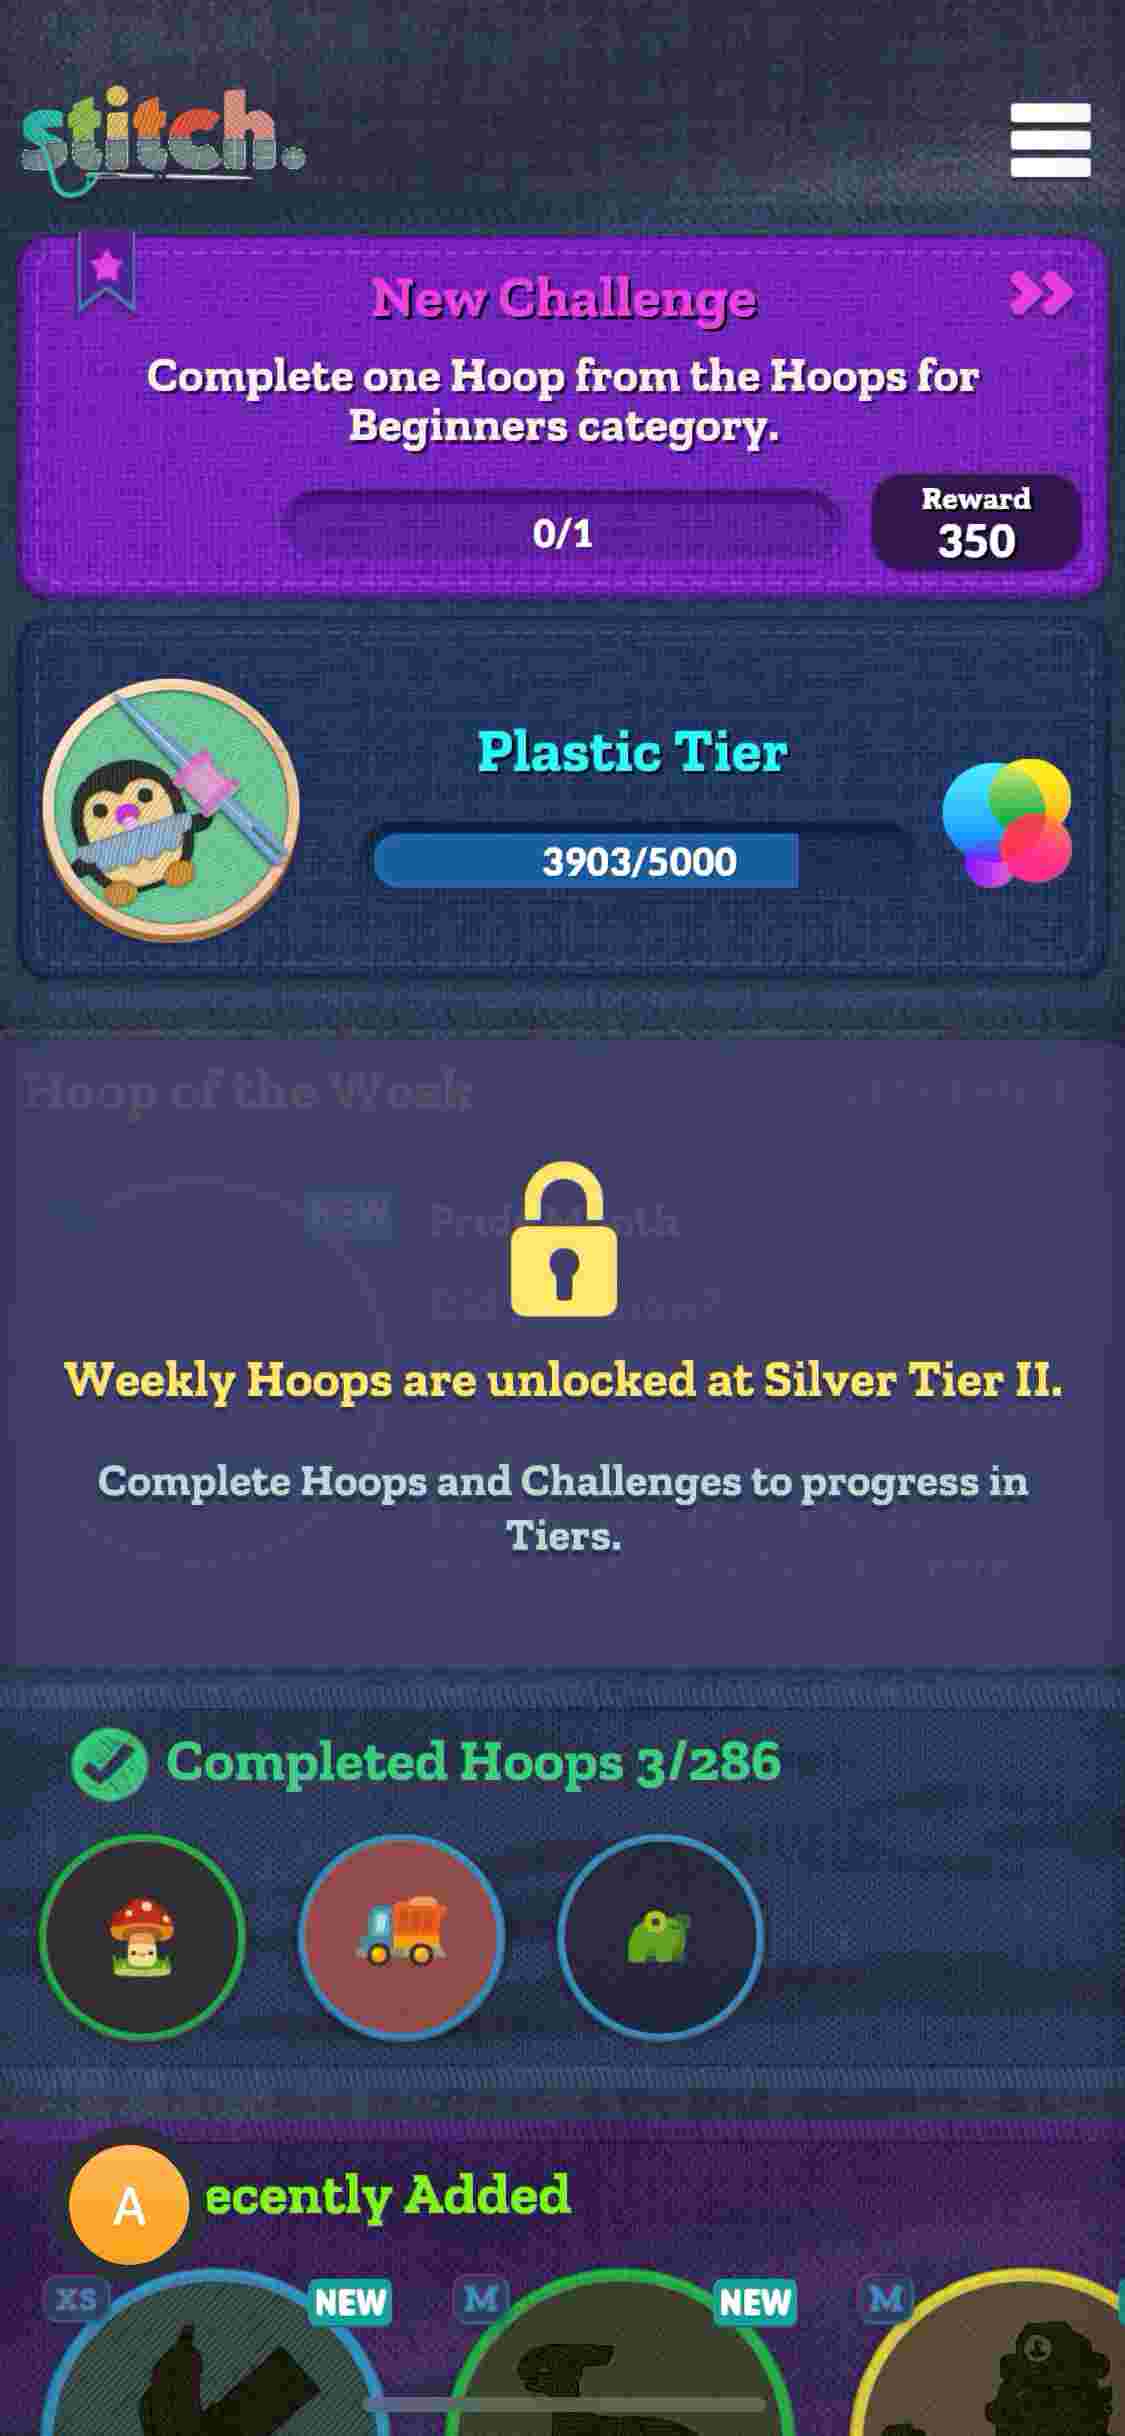 stitch.
New Challenge
Complete one Hoop from the Hoops for
Beginners category.
0/1
Reward
350
Plastic Tier
3903/5000
Hoop of the Week
NEW
Pride Month
Weekly Hoops are unlocked at Silver Tier II.
Complete Hoops and Challenges to progress in
Tiers.
Completed Hoops 3/286
A
ecently Added
XS
NEW
M
NEW
M